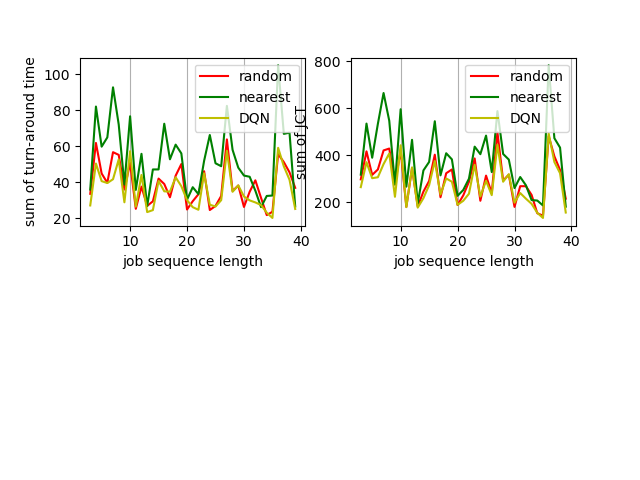 sum of turn-around time
100
80
60
40
20
10
20
30
40
job sequence length
random
nearest
DQN
sum of JCT
800
600
400
200
10
20
30
40
job sequence length
random
nearest
DQN